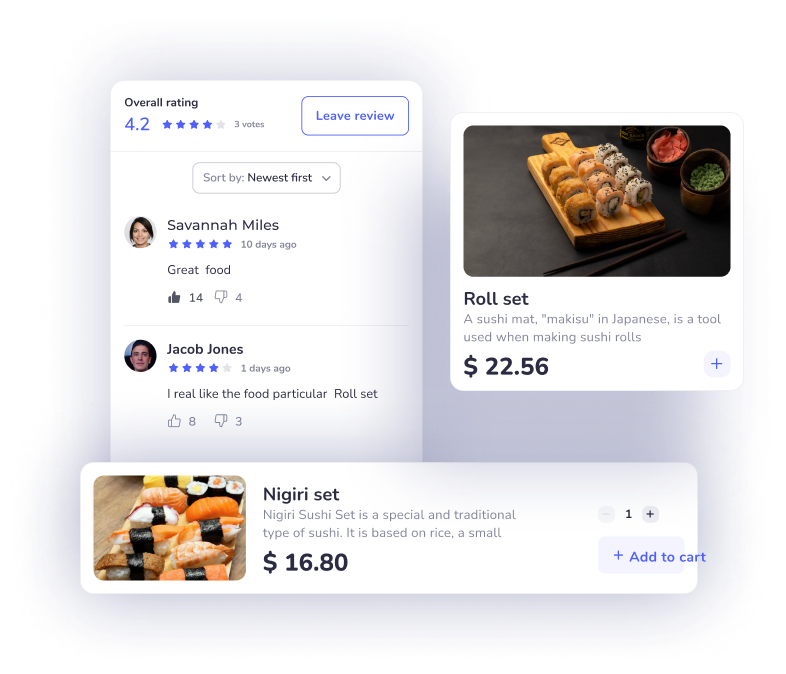 Overall rating
4.2 3 votes
Leave review
Sort by: Newest first
Savannah Miles
10 days ago
Great food
14 4
Jacob Jones
1 days ago
I real like the food particular Roll set
8 3
Roll set
A sushi mat, "makisu" in Japanese, is a tool
used when making sushi rolls
$ 22.56
+
Nigiri set
Nigiri Sushi Set is a special and traditional
type of sushi. It is based on rice, a small
$ 16.80
− 1 +
+ Add to cart